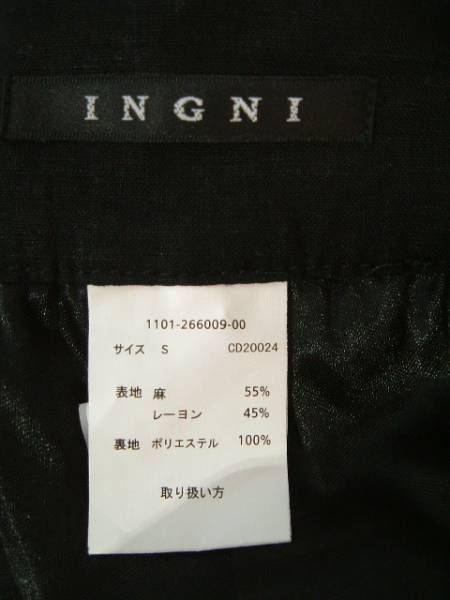 INGNI
1101-266009-00
サイズ S CD20024
表地 麻 55%
レーヨン 45%
裏地 ポリエステル 100%
取り扱い方